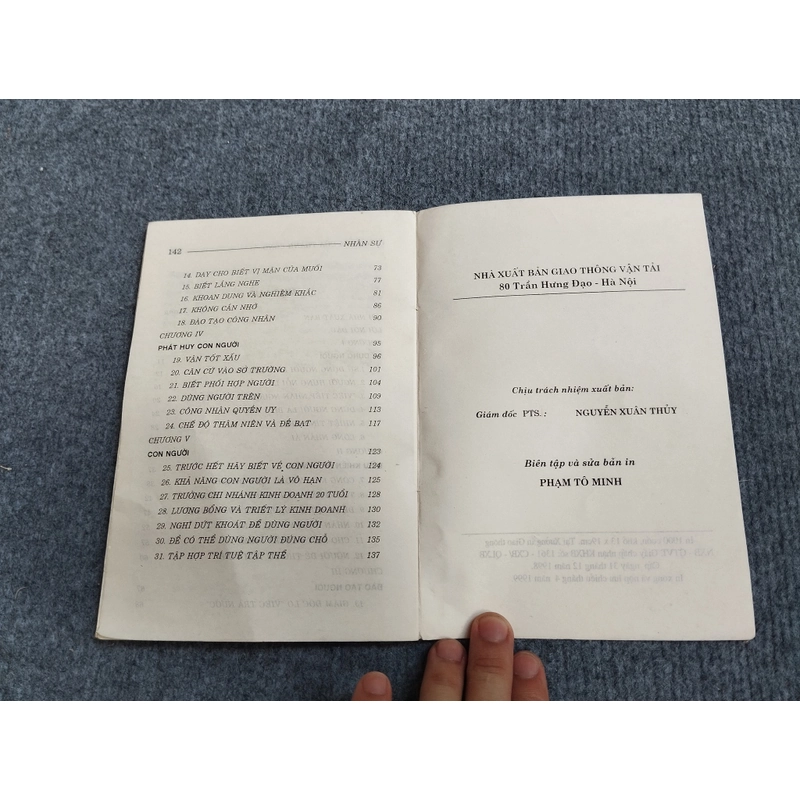 142 NHÂN SỰ
14. DẠY CHO BIẾT VỊ MẶN CỦA MUỐI 73
15. BIẾT LẮNG NGHE 77
16. KHOAN DUNG VÀ NGHIÊM KHẮC 81
17. KHÔNG CẦN NHỚ 86
18. ĐÀO TẠO CÔNG NHÂN 90
CHƯƠNG IV
PHÁT HUY CON NGƯỜI 95
19. VẬN TỐT XẤU 96
20. CĂN CỨ VÀO SỞ TRƯỜNG 101
21. BIẾT PHỐI HỢP NGƯỜI 104
22. DÙNG NGƯỜI TRÊN 109
23. CÔNG NHẬN QUYỀN UY 113
24. CHẾ ĐỘ THÂM NIÊN VÀ ĐỀ BẠT 117
CHƯƠNG V
CON NGƯỜI 123
25. TRƯỚC HẾT HÃY BIẾT VỀ CON NGƯỜI 124
26. KHẢ NĂNG CON NGƯỜI LÀ VÔ HẠN 125
27. TRƯỞNG CHI NHÁNH KINH DOANH 20 TUỔI 128
28. LƯƠNG BỔNG VÀ TRIẾT LÝ KINH DOANH 130
29. NGHỈ DỨT KHOÁT ĐỂ DÙNG NGƯỜI 132
30. ĐỂ CÓ THỂ DÙNG NGƯỜI ĐÚNG CHỖ 135
31. TẬP HỢP TRÍ TUỆ TẬP THỂ 137
NHÀ XUẤT BẢN GIAO THÔNG VẬN TẢI
80 Trần Hưng Đạo - Hà Nội
Chịu trách nhiệm xuất bản:
Giám đốc PTS.: NGUYỄN XUÂN THỦY
Biên tập và sửa bản in
PHẠM TÔ MINH